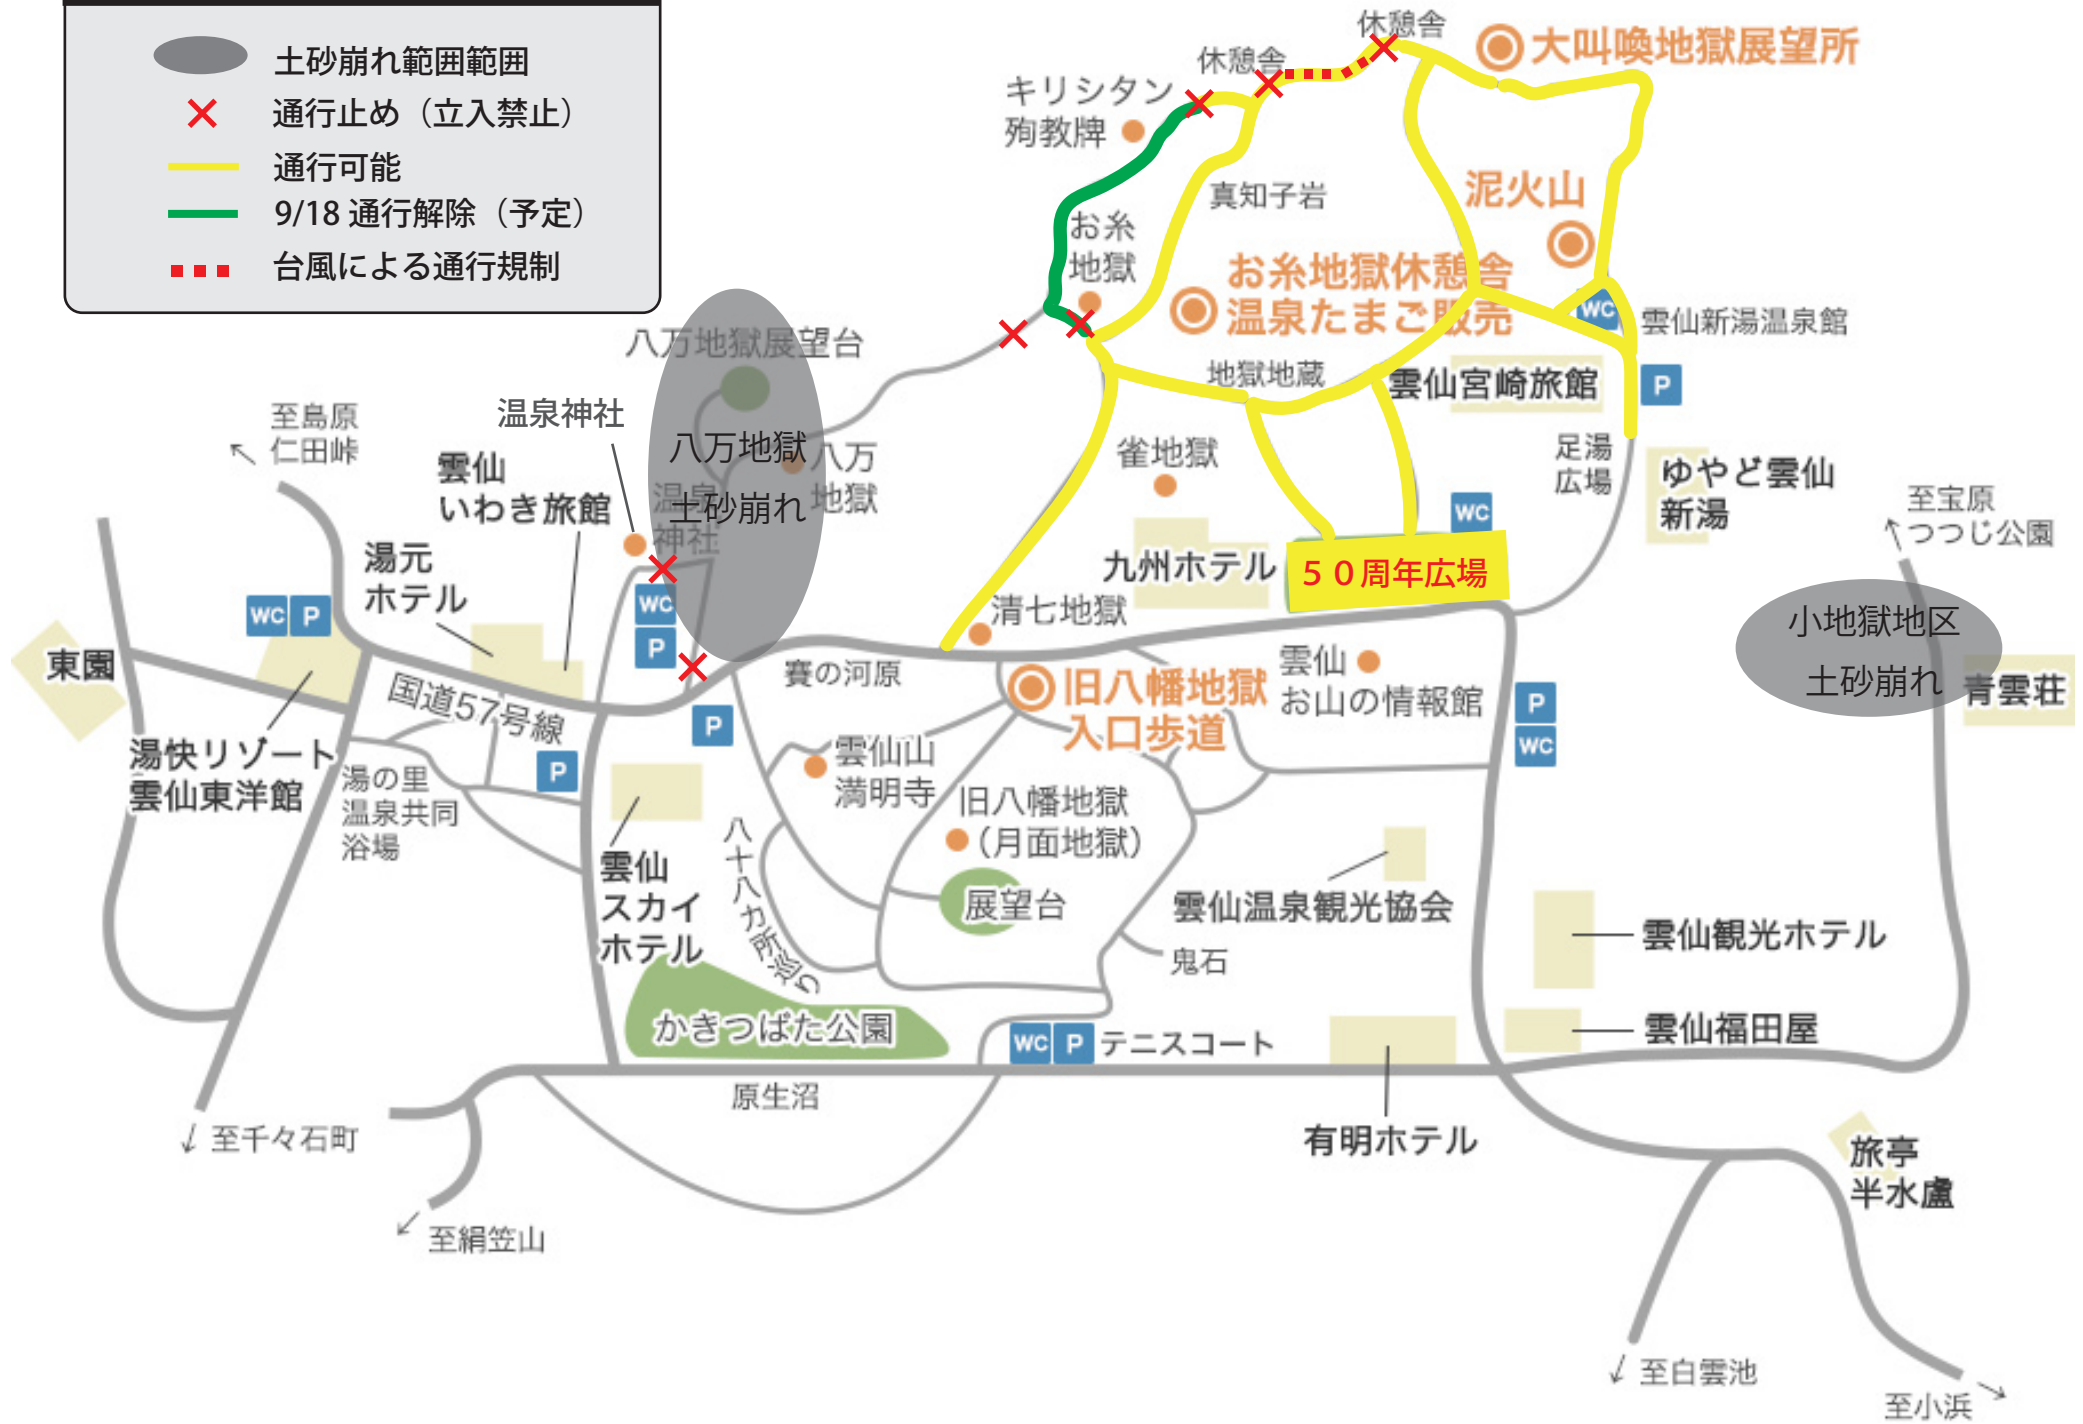 土砂崩れ範囲範囲
通行止め（立入禁止）
通行可能
9/18 通行解除（予定）
台風による通行規制
休憩舎
休憩舎
大叫喚地獄展望所
キリシタン
殉教碑
真知子岩
泥火山
お糸
地獄
お糸地獄休憩舎
温泉たまご販売
WC
雲仙新湯温泉館
八万地獄展望台
地獄地蔵
雲仙宮崎旅館
P
至島原
仁田峠
温泉神社
八万地獄
土砂崩れ
八万
地獄
温泉
神社
雀地獄
足湯
広場
ゆやど雲仙
新湯
雲仙
いわき旅館
至宝原
つつじ公園
WC
湯元
ホテル
九州ホテル
５０周年広場
WC P
WC
P
清七地獄
小地獄地区
土砂崩れ
青雲荘
東園
国道57号線
賽の河原
旧八幡地獄
入口歩道
雲仙
お山の情報館
P
WC
P
湯快リゾート
雲仙東洋館
湯の里
温泉共同
浴場
P
雲仙山
満明寺
旧八幡地獄
（月面地獄）
展望台
八十八カ所巡り
雲仙
スカイ
ホテル
雲仙温泉観光協会
鬼石
雲仙観光ホテル
かきつばた公園
WC P テニスコート
雲仙福田屋
原生沼
有明ホテル
至千々石町
至絹笠山
旅亭
半水盧
至白雲池
至小浜